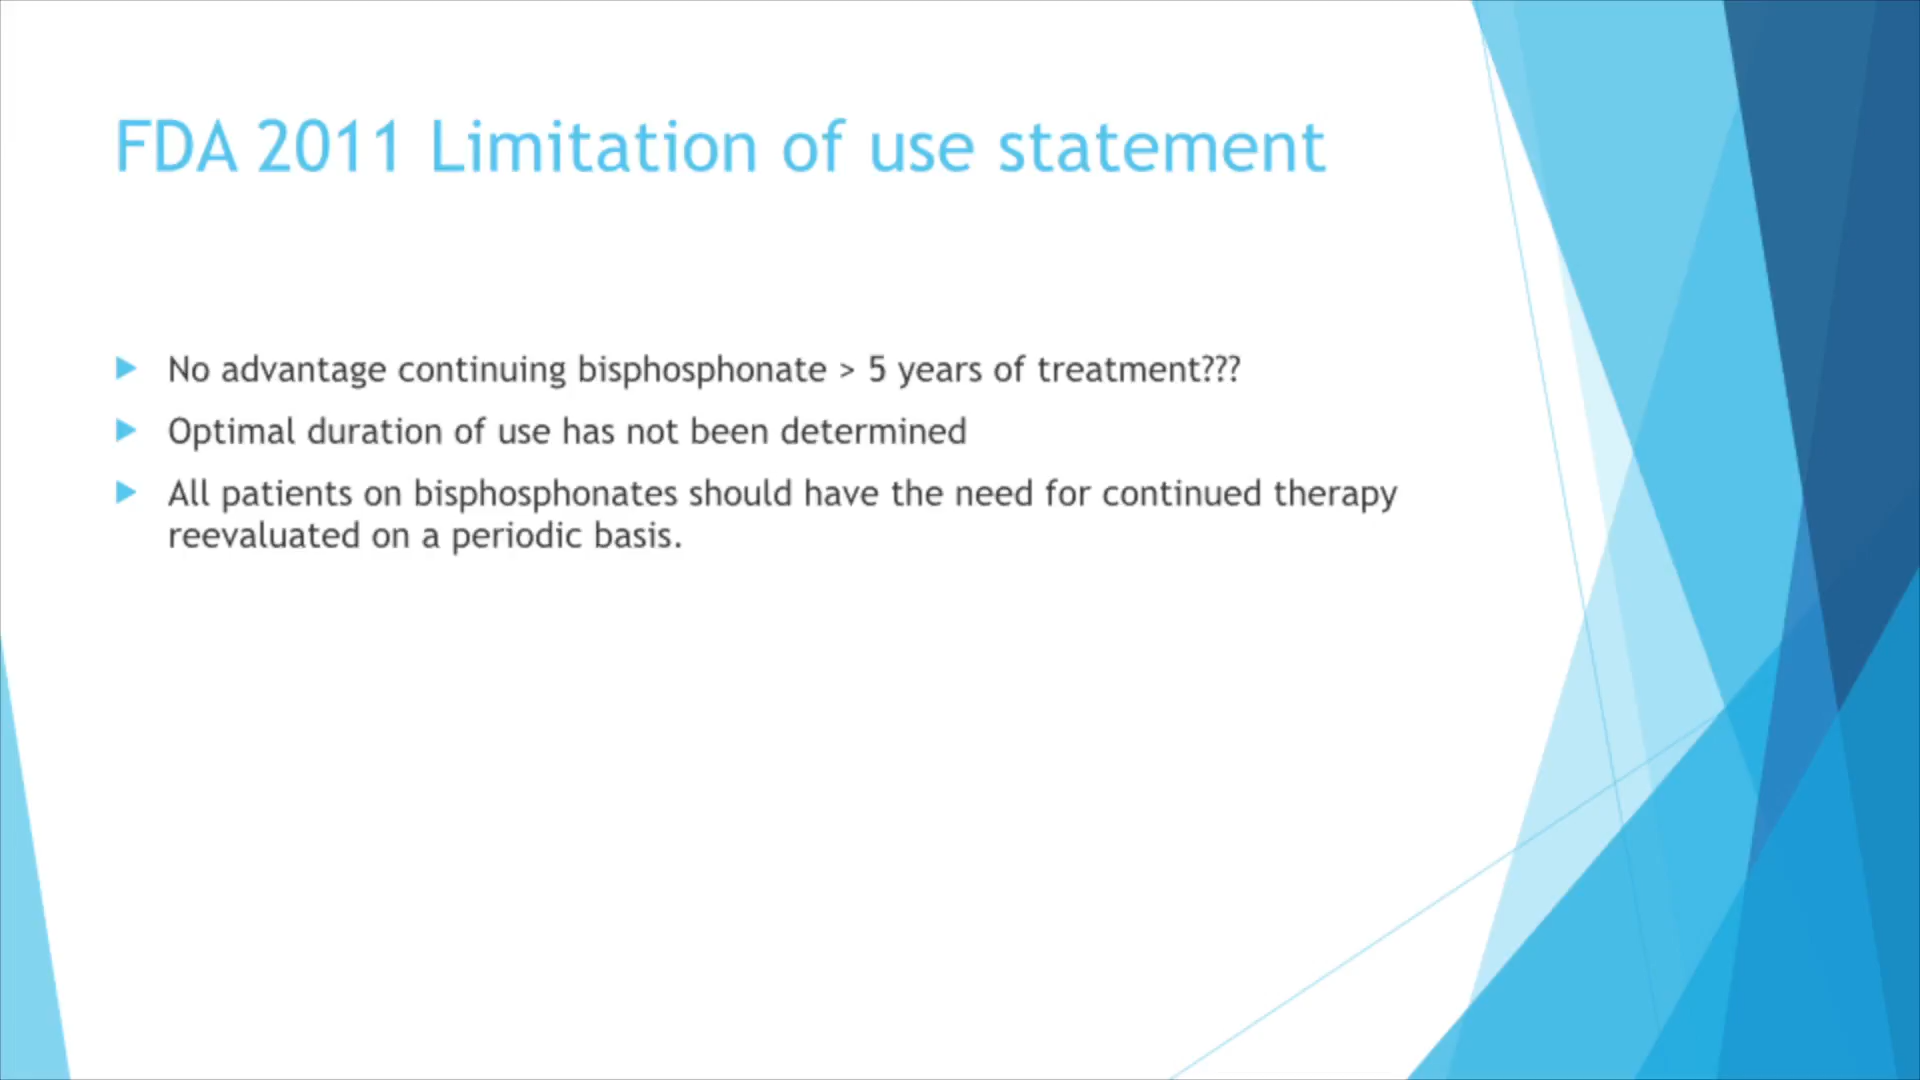 FDA 2011 Limitation of use statement
No advantage continuing bisphosphonate > 5 years of treatment???
Optimal duration of use has not been determined
All patients on bisphosphonates should have the need for continued therapy
reevaluated on a periodic basis.